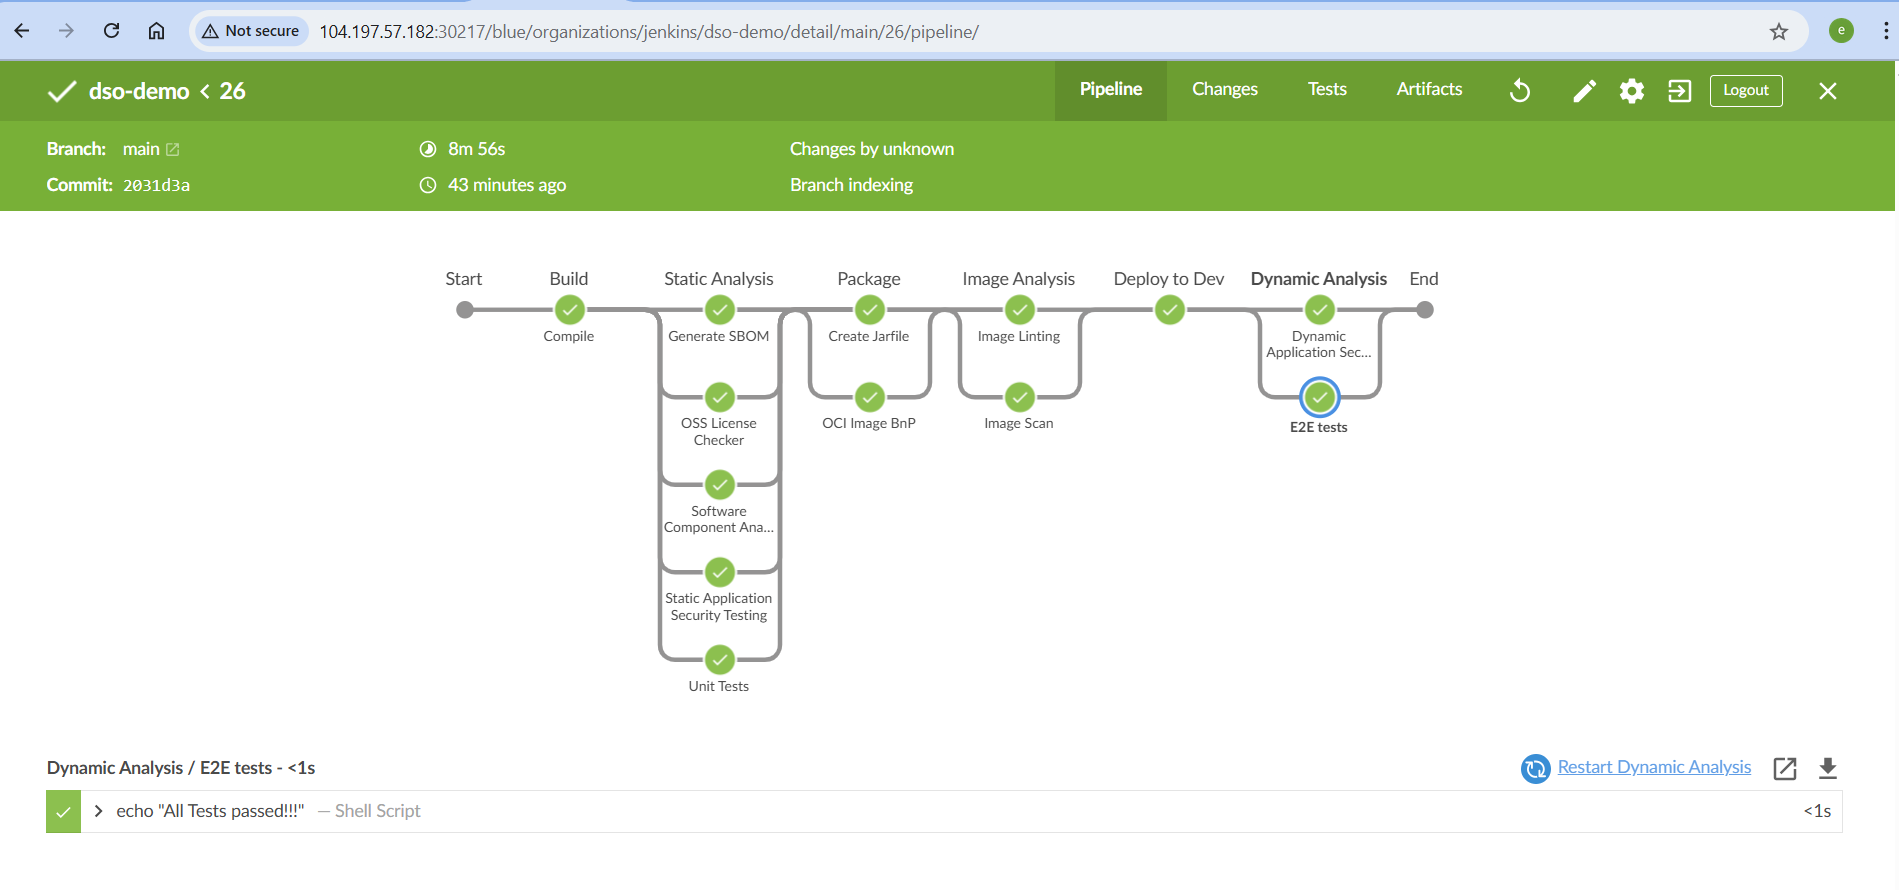 Not secure 104.197.57.182:30217/blue/organizations/jenkins/dso-demo/detail/main/26/pipeline/
e
dso-demo < 26
Pipeline Changes Tests Artifacts Logout
Branch: main 8m 56s Changes by unknown
Commit: 2031d3a 43 minutes ago Branch indexing
Start Build Static Analysis Package Image Analysis Deploy to Dev Dynamic Analysis End
Compile
Generate SBOM
OSS License
Checker
Software
Component Ana...
Static Application
Security Testing
Unit Tests
Create Jarfile
OCI Image BnP
Image Linting
Image Scan
Dynamic
Application Sec...
E2E tests
Dynamic Analysis / E2E tests - <1s Restart Dynamic Analysis
echo "All Tests passed!!!" — Shell Script <1s